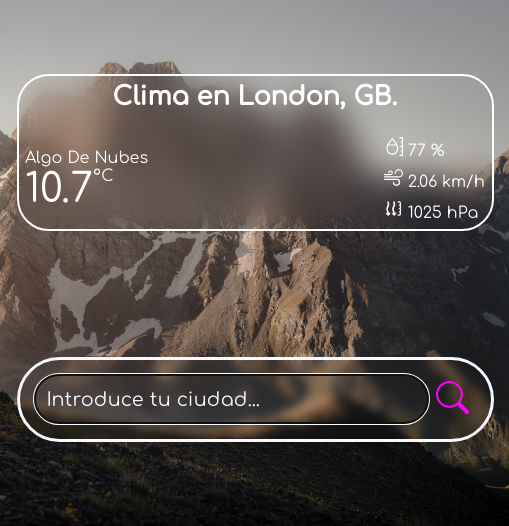 Clima en London, GB.
Algo De Nubes
10.7°C
77 %
2.06 km/h
1025 hPa
Introduce tu ciudad...